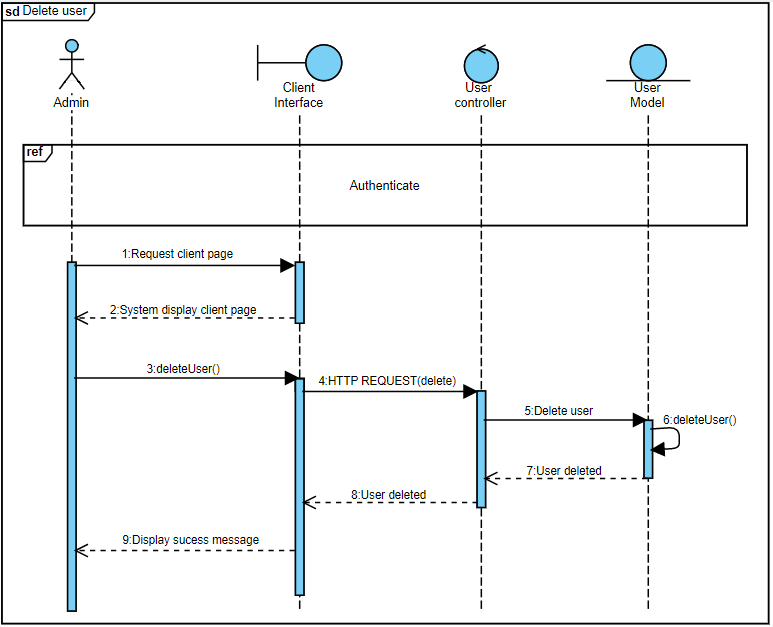 sd Delete user
Admin
Client
Interface
User
controller
User
Model
ref
Authenticate
1:Request client page
2:System display client page
3:deleteUser()
4:HTTP REQUEST(delete)
5:Delete user
6:deleteUser()
7:User deleted
8:User deleted
9:Display sucess message